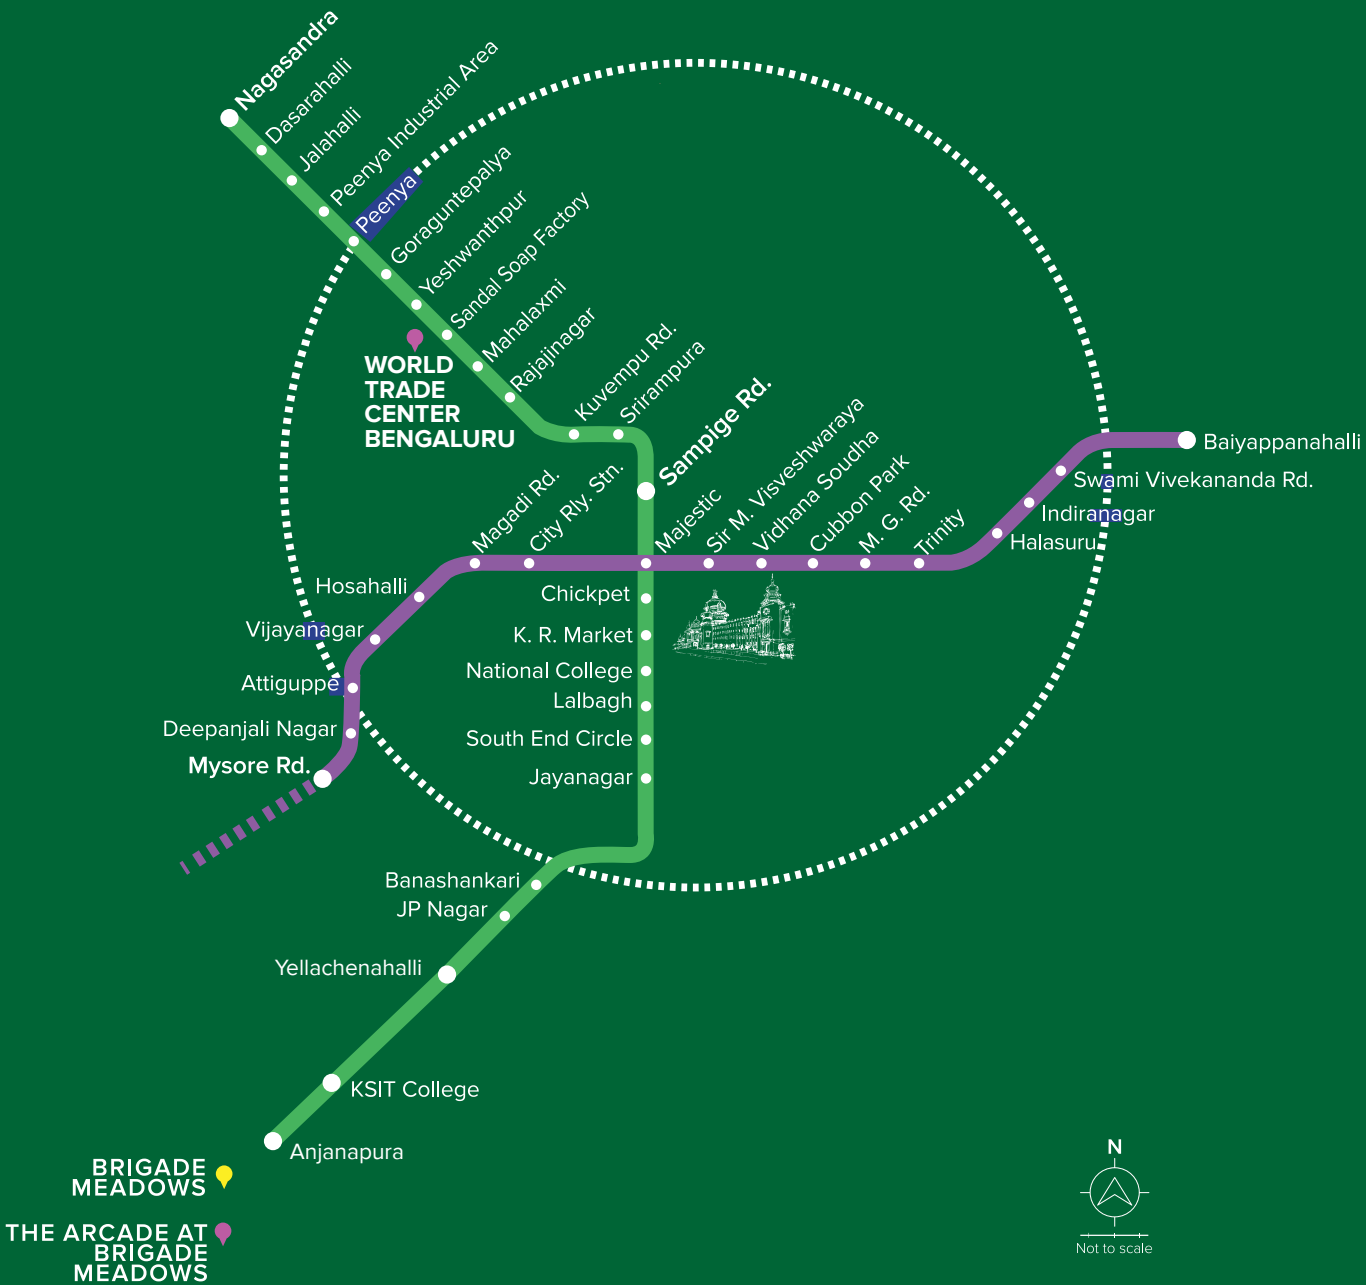 Nagasandra
Dasarahalli
Jalahalli
Peenya Industrial Area
Peenya
Goraguntepalya
Yeshwanthpur
Sandal Soap Factory
Mahalaxmi
Rajajinagar
WORLD
TRADE
CENTER
BENGALURU
Kuvempu Rd.
Srirampura
Sampige Rd.
Magadi Rd.
City Rly. Stn.
Majestic
Sir M. Visveshwaraya
Vidhana Soudha
Cubbon Park
M. G. Rd.
Trinity
Baiyappanahalli
Swami Vivekananda Rd.
Indiranagar
Halasuru
Hosahalli
Vijayanagar
Attiguppe
Deepanjali Nagar
Mysore Rd.
Chickpet
K. R. Market
National College
Lalbagh
South End Circle
Jayanagar
Banashankari
JP Nagar
Yellachenahalli
KSIT College
Anjanapura
BRIGADE
MEADOWS
THE ARCADE AT
BRIGADE
MEADOWS
N
Not to scale